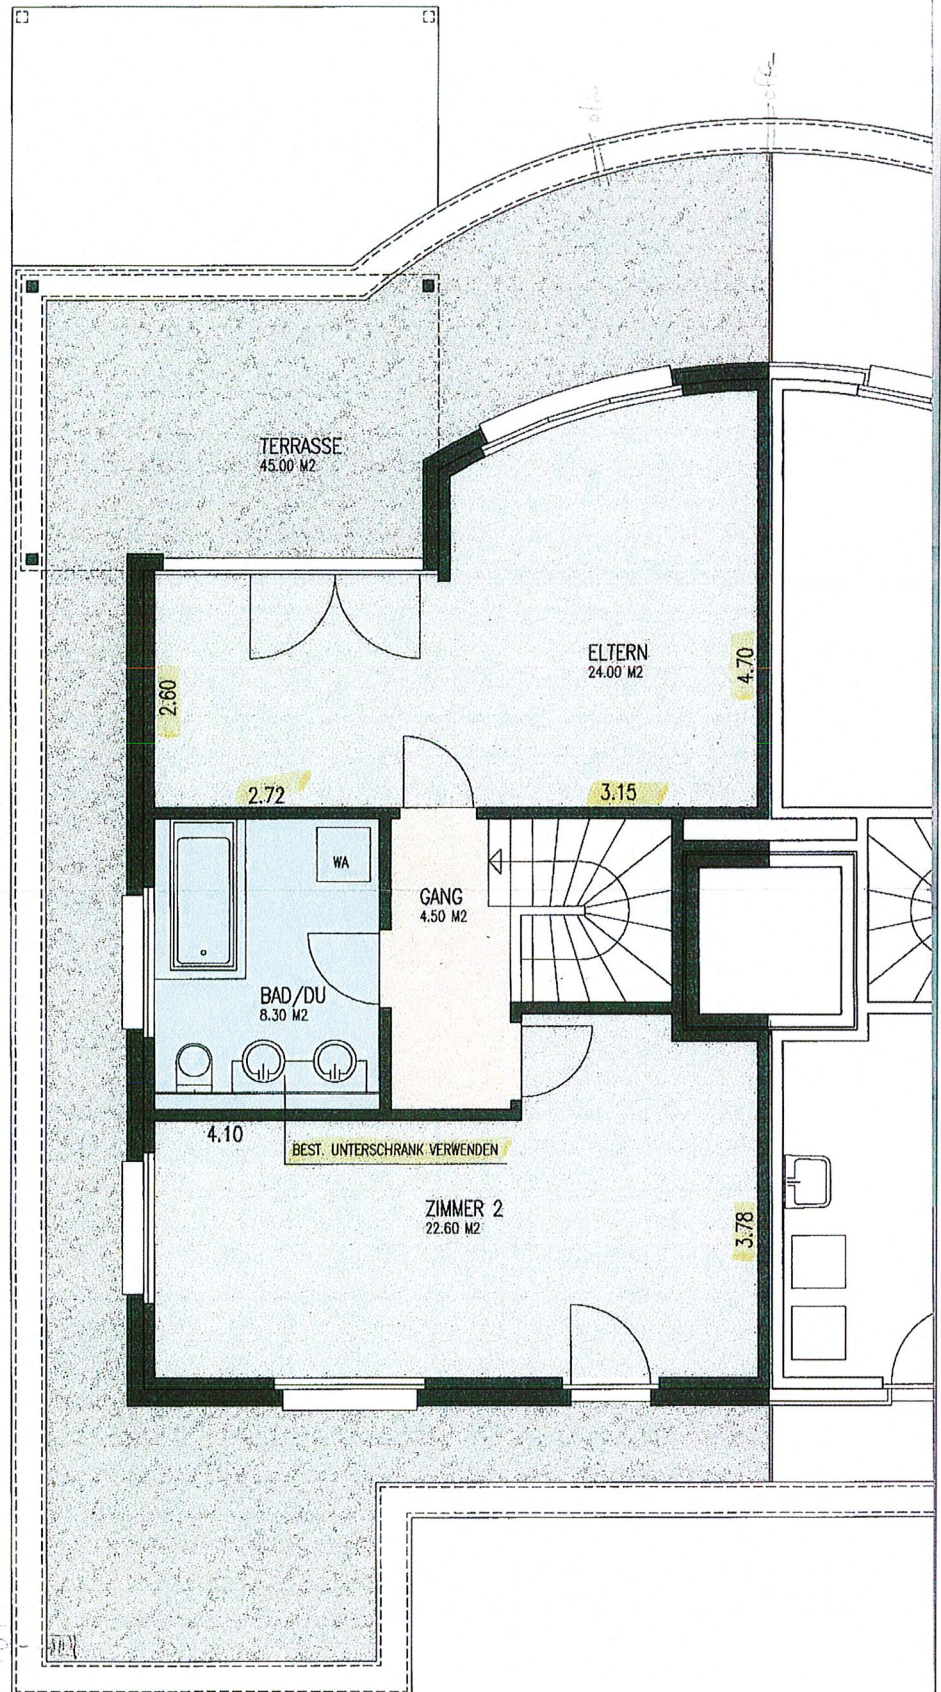 TERRASSE
45.00 M2
ELTERN
24.00 M2
2.60
4.70
2.72
3.15
WA
GANG
4.50 M2
BAD/DU
8.30 M2
4.10
BEST. UNTERSCHRANK VERWENDEN
ZIMMER 2
22.60 M2
3.78